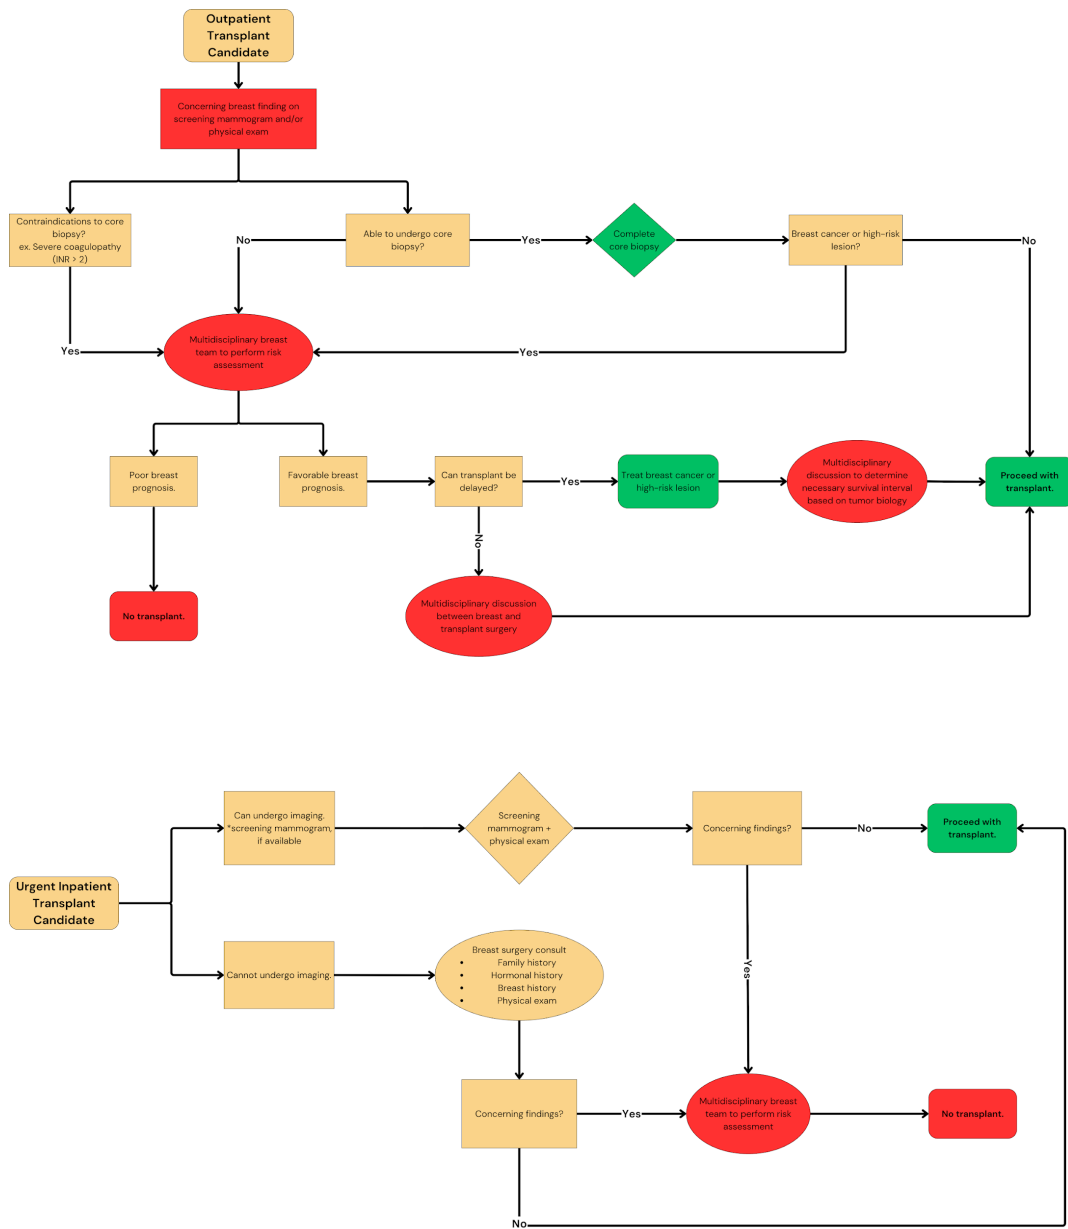 Outpatient
Transplant
Candidate
Concerning breast finding on
screening mammogram and/or
physical exam
Contraindications to core
biopsy?
ex. Severe coagulopathy
(INR > 2)
No
Able to undergo core
biopsy?
Yes
Complete
core biopsy
Breast cancer or high-risk
lesion?
No
Yes
Multidisciplinary breast
team to perform risk
assessment
Yes
Poor breast
prognosis.
Favorable breast
prognosis.
Can transplant be
delayed?
Yes
Treat breast cancer or
high-risk lesion
Multidisciplinary
discussion to determine
necessary survival interval
based on tumor biology
Proceed with
transplant.
No
No transplant.
Multidisciplinary discussion
between breast and
transplant surgery
Urgent Inpatient
Transplant
Candidate
Can undergo imaging.
*screening mammogram,
if available
Screening
mammogram +
physical exam
Concerning findings?
No
Proceed with
transplant.
Cannot undergo imaging.
Breast surgery consult
• Family history
• Hormonal history
• Breast history
• Physical exam
Yes
Concerning findings?
Yes
Multidisciplinary breast
team to perform risk
assessment
No transplant.
No